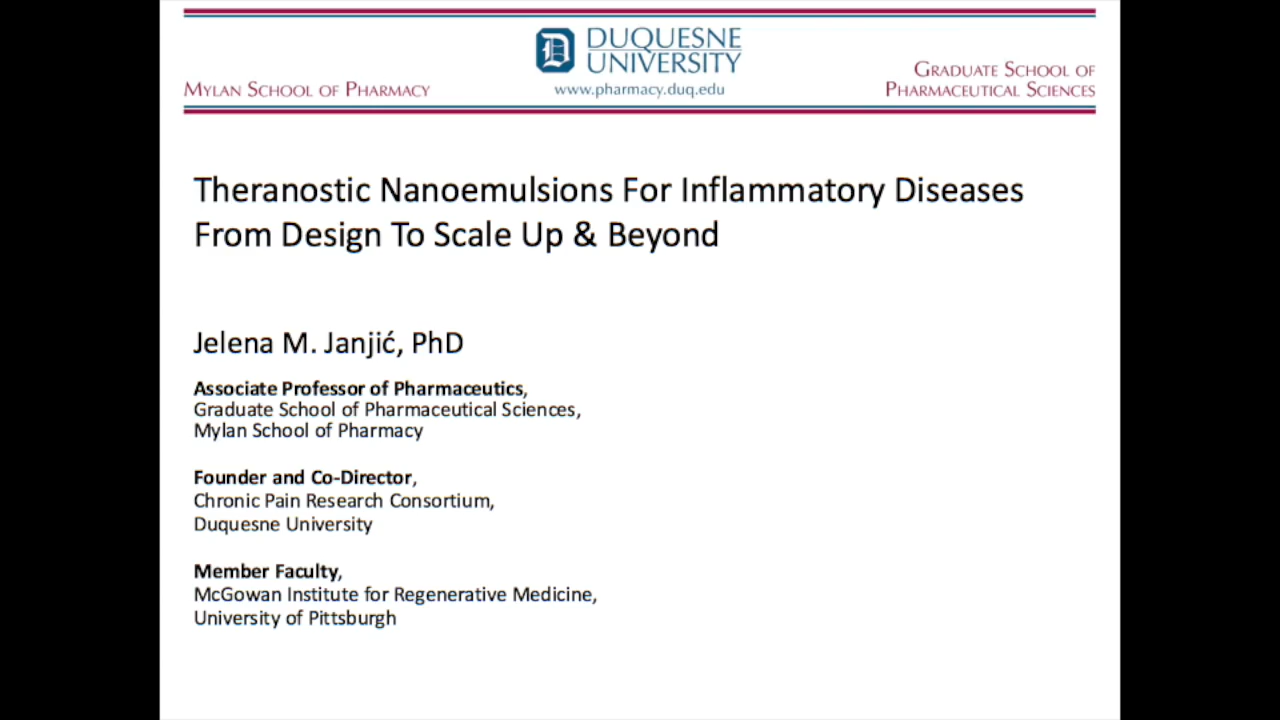 DUQUESNE
UNIVERSITY
www.pharmacy.duq.edu
MYLAN SCHOOL OF PHARMACY
GRADUATE SCHOOL OF
PHARMACEUTICAL SCIENCES
Theranostic Nanoemulsions For Inflammatory Diseases
From Design To Scale Up & Beyond
Jelena M. Janjić, PhD
Associate Professor of Pharmaceutics,
Graduate School of Pharmaceutical Sciences,
Mylan School of Pharmacy
Founder and Co-Director,
Chronic Pain Research Consortium,
Duquesne University
Member Faculty,
McGowan Institute for Regenerative Medicine,
University of Pittsburgh